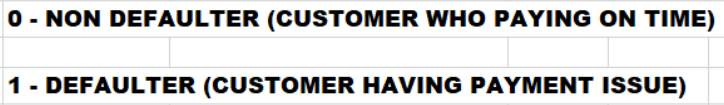 0 - NON DEFAULTER (CUSTOMER WHO PAYING ON TIME)
1 - DEFAULTER (CUSTOMER HAVING PAYMENT ISSUE)